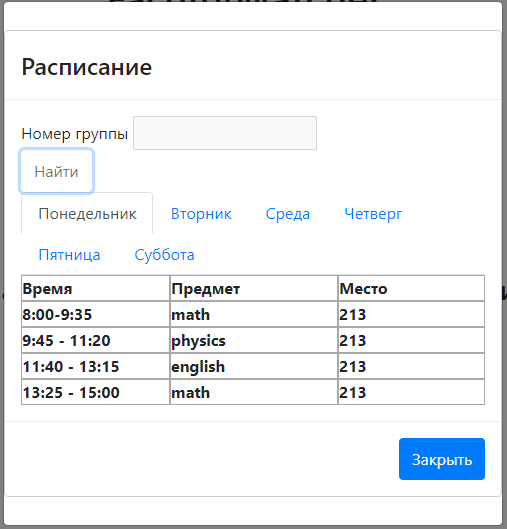 Расписание
Номер группы
Найти
Понедельник Вторник Среда Четверг
Пятница Суббота
Время Предмет Место
8:00-9:35 math 213
9:45 - 11:20 physics 213
11:40 - 13:15 english 213
13:25 - 15:00 math 213
Закрыть